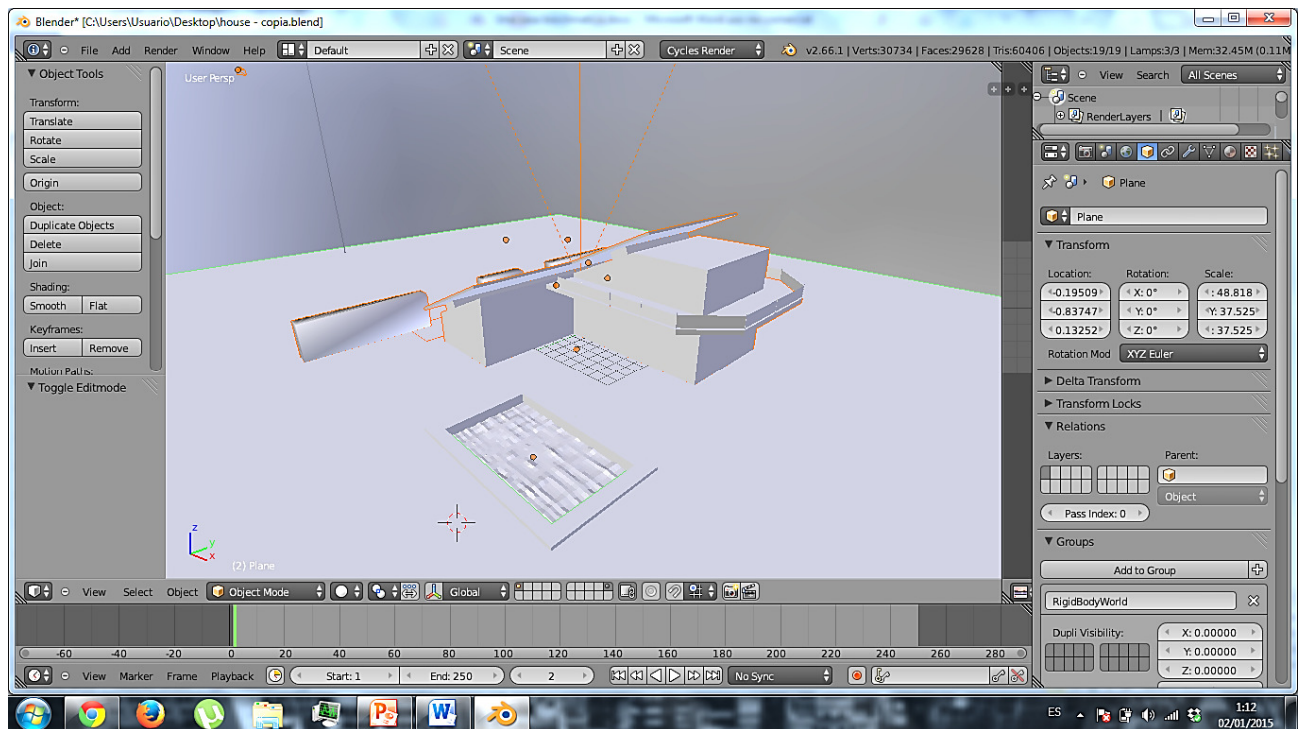 Blender* [C:\Users\Usuario\Desktop\house - copia.blend]
File Add Render Window Help Default Scene Cycles Render v2.66.1 | Verts:30734 | Faces:29628 | Tris:60406 | Objects:19/19 | Lamps:3/3 | Mem:32.45M (0.11M
Object Tools
Transform:
Translate
Rotate
Scale
Origin
Object:
Duplicate Objects
Delete
Join
Shading:
Smooth Flat
Keyframes:
Insert Remove
Motion Paths:
Toggle Editmode
User Persp
z
y
x
(2) Plane
View Search All Scenes
Scene
RenderLayers |
Plane
Plane
Transform
Location: Rotation: Scale:
-0.19509 X: 0° : 48.818
-0.83747 Y: 0° Y: 37.525
0.13252 Z: 0° : 37.525
Rotation Mod XYZ Euler
Delta Transform
Transform Locks
Relations
Layers: Parent:
Object
Pass Index: 0
Groups
Add to Group
RigidBodyWorld
Dupli Visibility: X: 0.00000
Y: 0.00000
Z: 0.00000
View Select Object Object Mode Global
-60 -40 -20 0 20 40 60 80 100 120 140 160 180 200 220 240 260 280
View Marker Frame Playback Start: 1 End: 250 2 No Sync
ES 1:12
02/01/2015